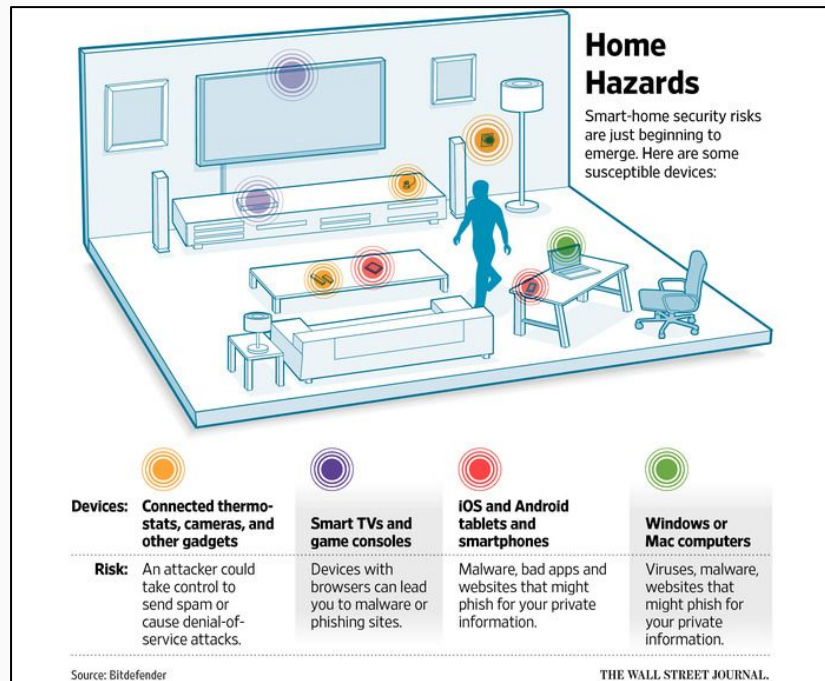 Home
Hazards
Smart-home security risks
are just beginning to
emerge. Here are some
susceptible devices:
Devices:
Connected thermo-
stats, cameras, and
other gadgets
Smart TVs and
game consoles
iOS and Android
tablets and
smartphones
Windows or
Mac computers
Risk:
An attacker could
take control to
send spam or
cause denial-of-
service attacks.
Devices with
browsers can lead
you to malware or
phishing sites.
Malware, bad apps and
websites that might
phish for your private
information.
Viruses, malware,
websites that
might phish for
your private
information.
Source: Bitdefender
THE WALL STREET JOURNAL.